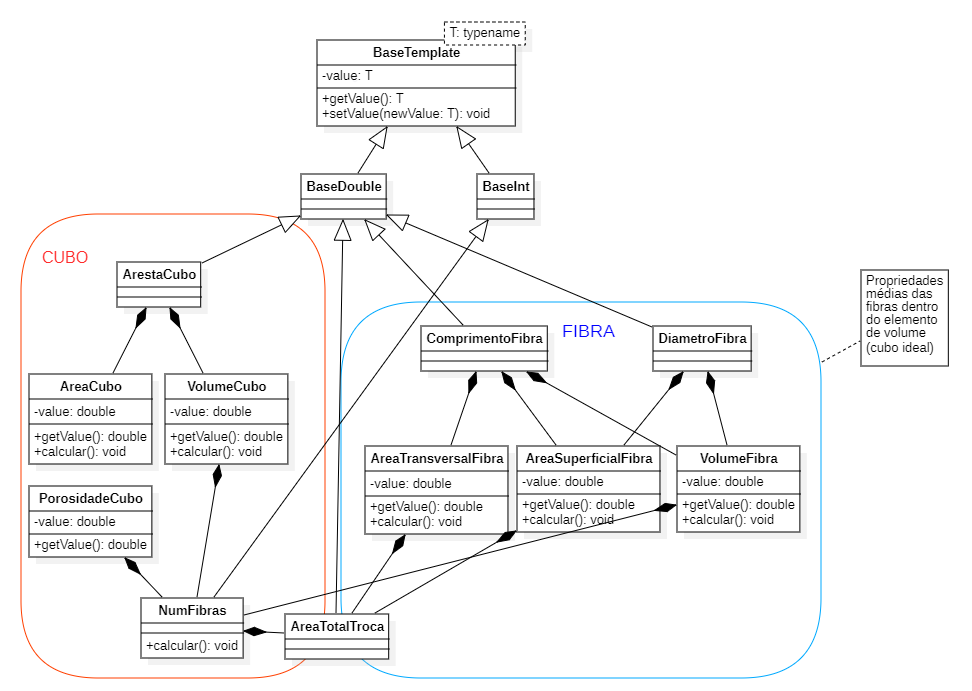 T: typename
BaseTemplate
-value: T
+getValue(): T
+setValue(newValue: T): void
BaseDouble
BaseInt
CUBO
ArestaCubo
AreaCubo
-value: double
+getValue(): double
+calcular(): void
VolumeCubo
-value: double
+getValue(): double
+calcular(): void
PorosidadeCubo
-value: double
+getValue(): double
NumFibras
+calcular(): void
AreaTotalTroca
FIBRA
ComprimentoFibra
DiametroFibra
AreaTransversalFibra
-value: double
+getValue(): double
+calcular(): void
AreaSuperficialFibra
-value: double
+getValue(): double
+calcular(): void
VolumeFibra
-value: double
+getValue(): double
+calcular(): void
Propriedades
médias das
fibras dentro
do elemento
de volume
(cubo ideal)